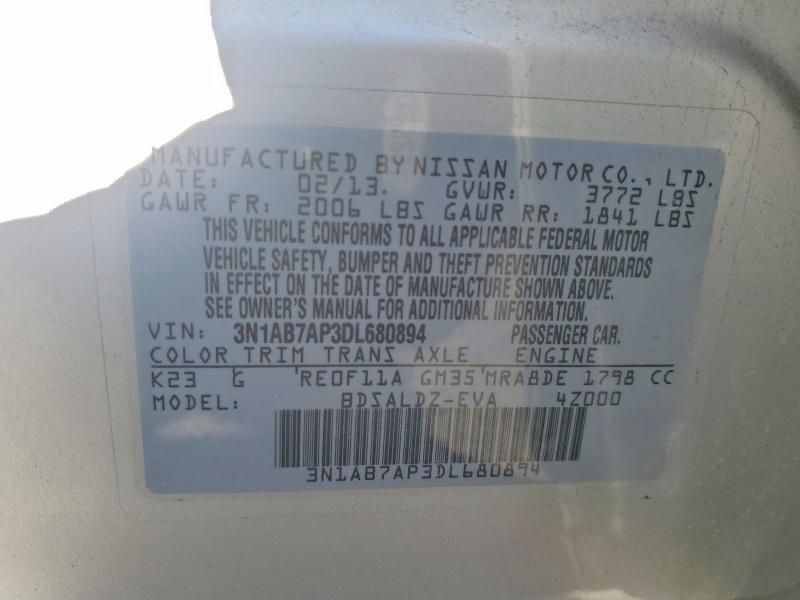 MANUFACTURED BY NISSAN MOTOR CO., LTD.
DATE: 02/13. GVWR: 3772 LBS
GAWR FR: 2006 LBS GAWR RR: 1841 LBS
THIS VEHICLE CONFORMS TO ALL APPLICABLE FEDERAL MOTOR
VEHICLE SAFETY, BUMPER AND THEFT PREVENTION STANDARDS
IN EFFECT ON THE DATE OF MANUFACTURE SHOWN ABOVE.
SEE OWNER'S MANUAL FOR ADDITIONAL INFORMATION.
VIN: 3N1AB7AP3DL680894 PASSENGER CAR.
COLOR TRIM TRANS AXLE ENGINE
K23 G 'RE0F11A GM35'MRA8DE 1798 CC
MODEL: BDSALDZ-EVA 4Z000
3N1AB7AP3DL680894